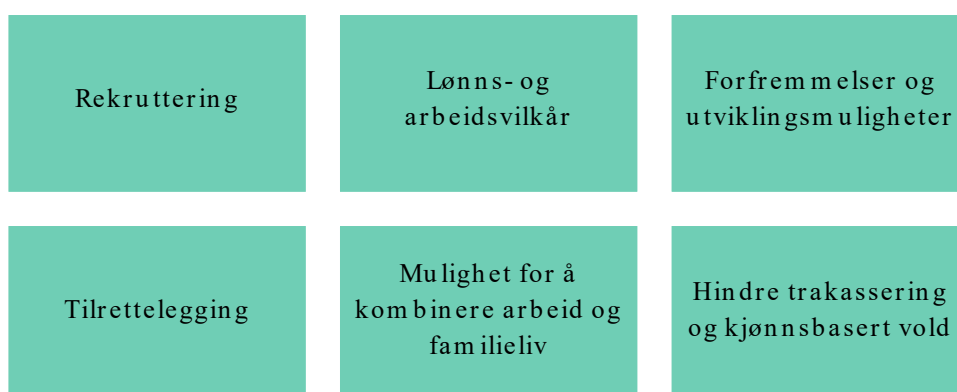 Rekruttering
Lønns- og
arbeidsvilkår
Forfremmelser og
utviklingsmuligheter
Tilrettelegging
Mulighet for å
kombinere arbeid og
familieliv
Hindre trakassering
og kjønnsbasert vold